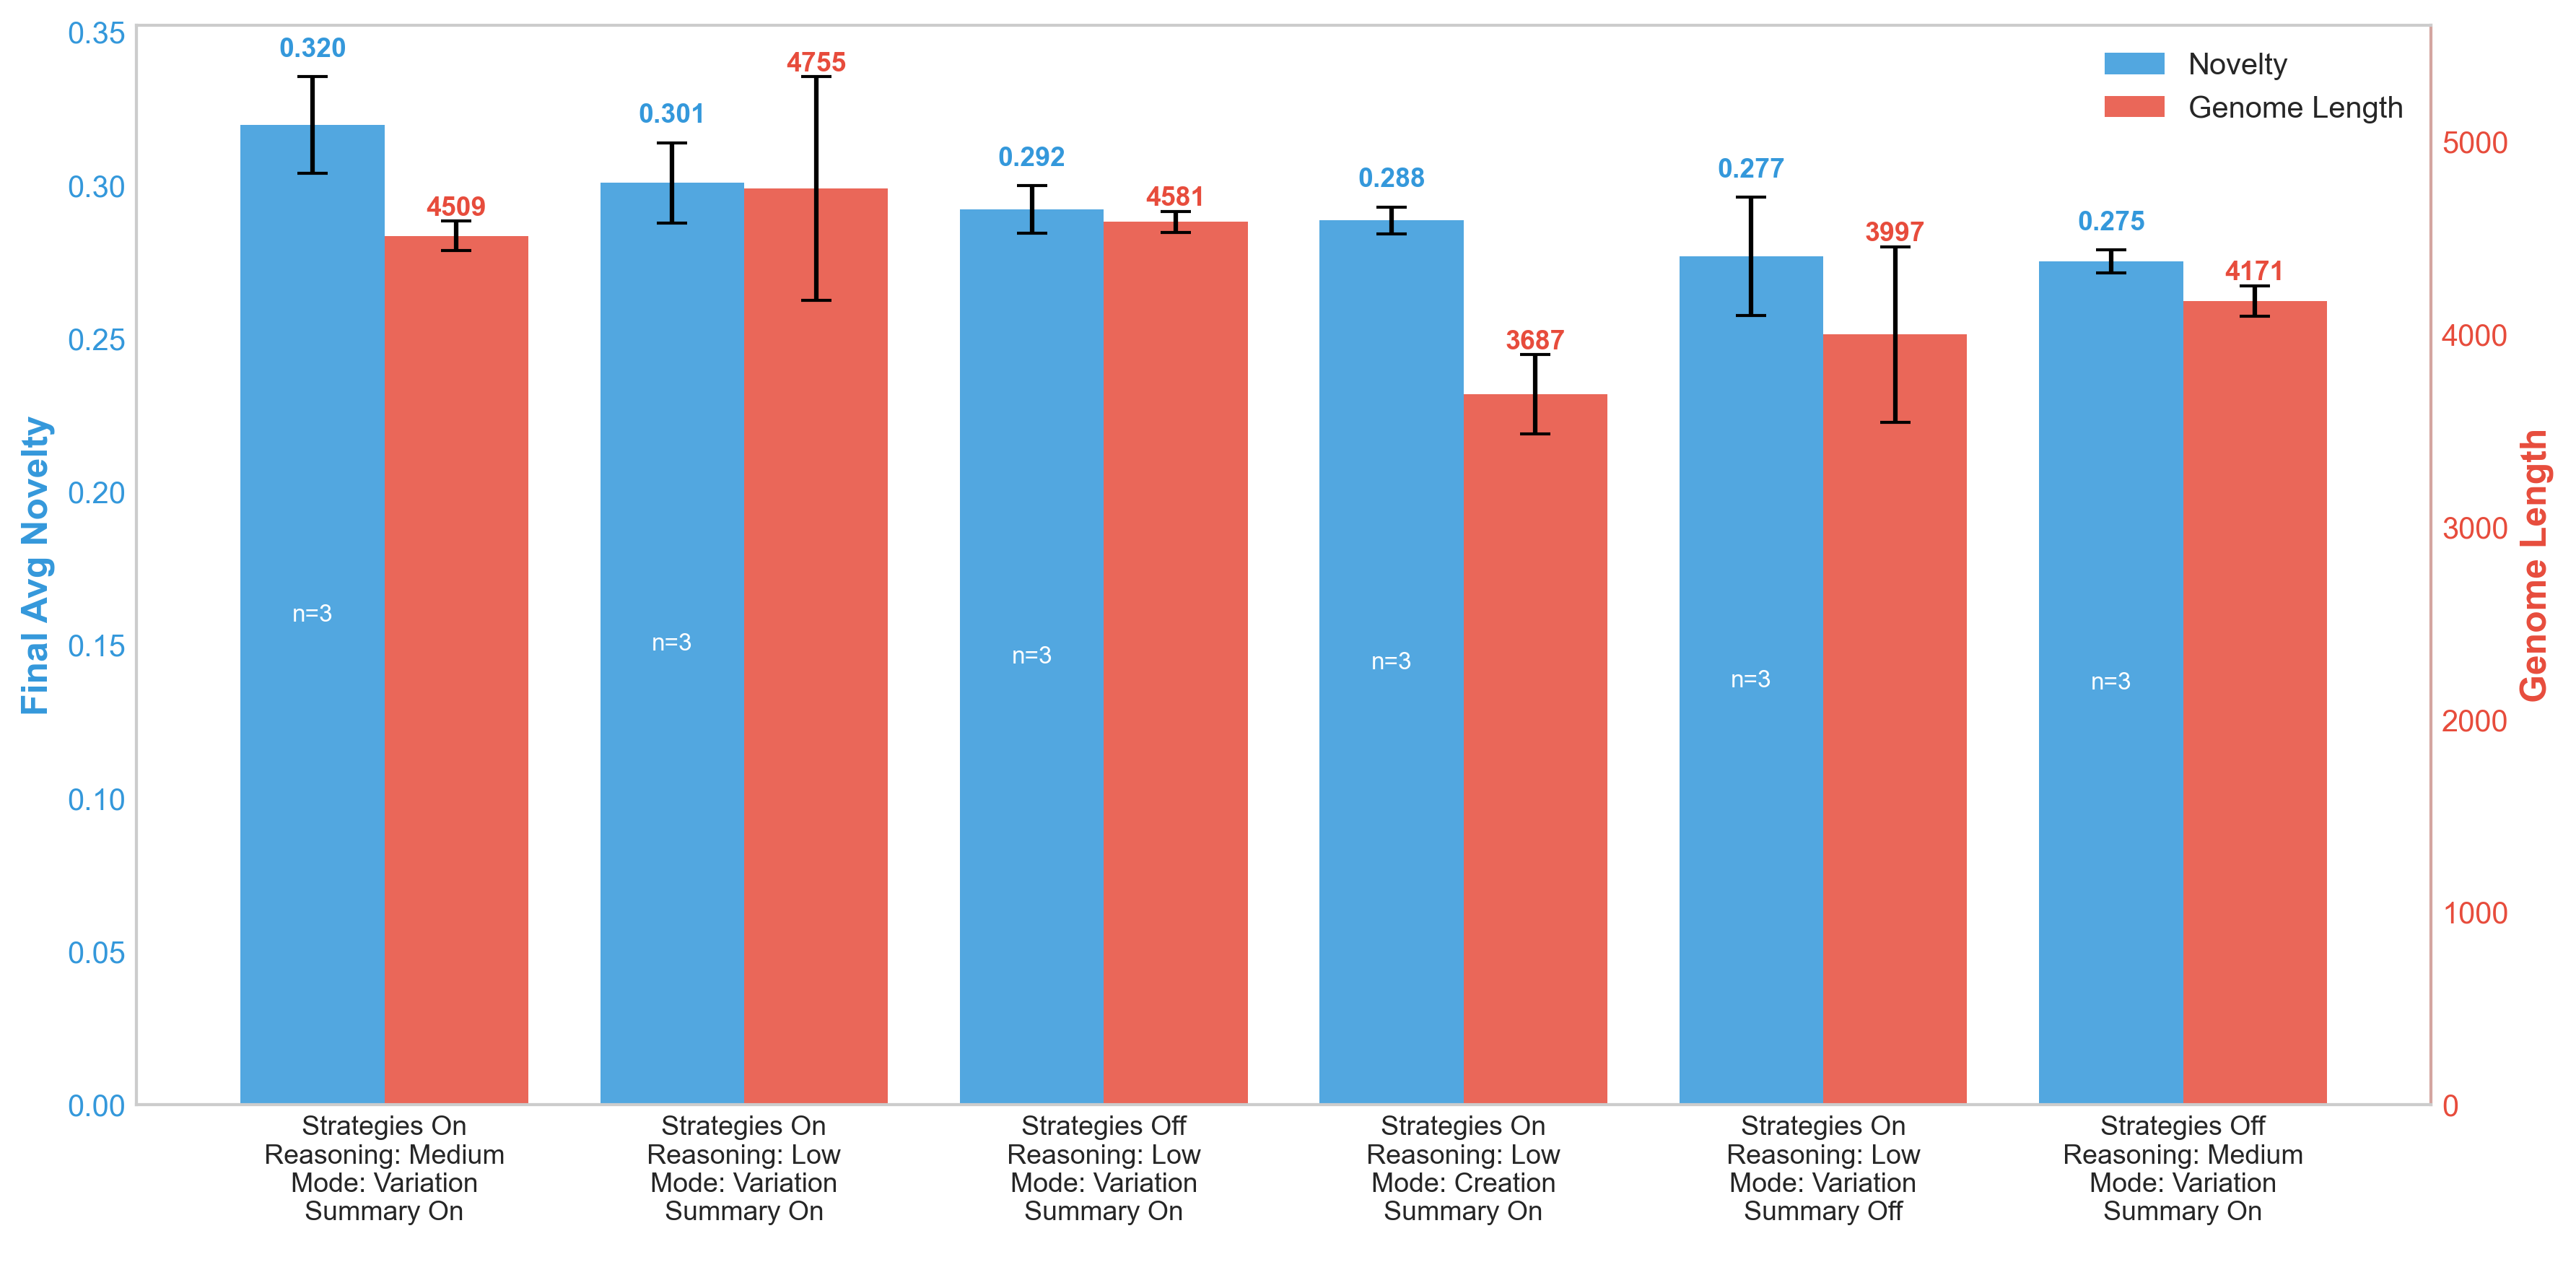 0.35
0.30
0.25
0.20
0.15
0.10
0.05
0.00
Final Avg Novelty
0.320
4509
0.301
4755
0.292
4581
0.288
3687
0.277
3997
0.275
4171
n=3
n=3
n=3
n=3
n=3
n=3
Novelty
Genome Length
5000
4000
3000
2000
1000
0
Genome Length
Strategies On
Reasoning: Medium
Mode: Variation
Summary On
Strategies On
Reasoning: Low
Mode: Variation
Summary On
Strategies Off
Reasoning: Low
Mode: Variation
Summary On
Strategies On
Reasoning: Low
Mode: Creation
Summary On
Strategies On
Reasoning: Low
Mode: Variation
Summary Off
Strategies Off
Reasoning: Medium
Mode: Variation
Summary On